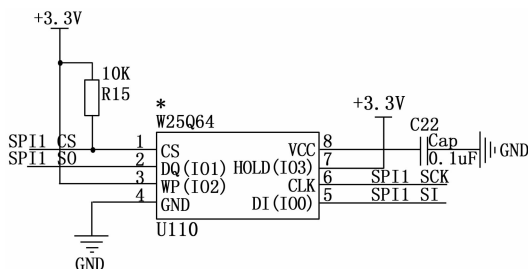 +3.3V
10K
R15
*
W25Q64
+3.3V
C22
SPI1 CS 1 CS VCC 8 Cap GND
SPI1 SO 2 DQ(IO1) HOLD(IO3) 7 0.1uF
3 WP(IO2) CLK 6 SPI1 SCK
4 GND DI(IO0) 5 SPI1 SI
U110
GND